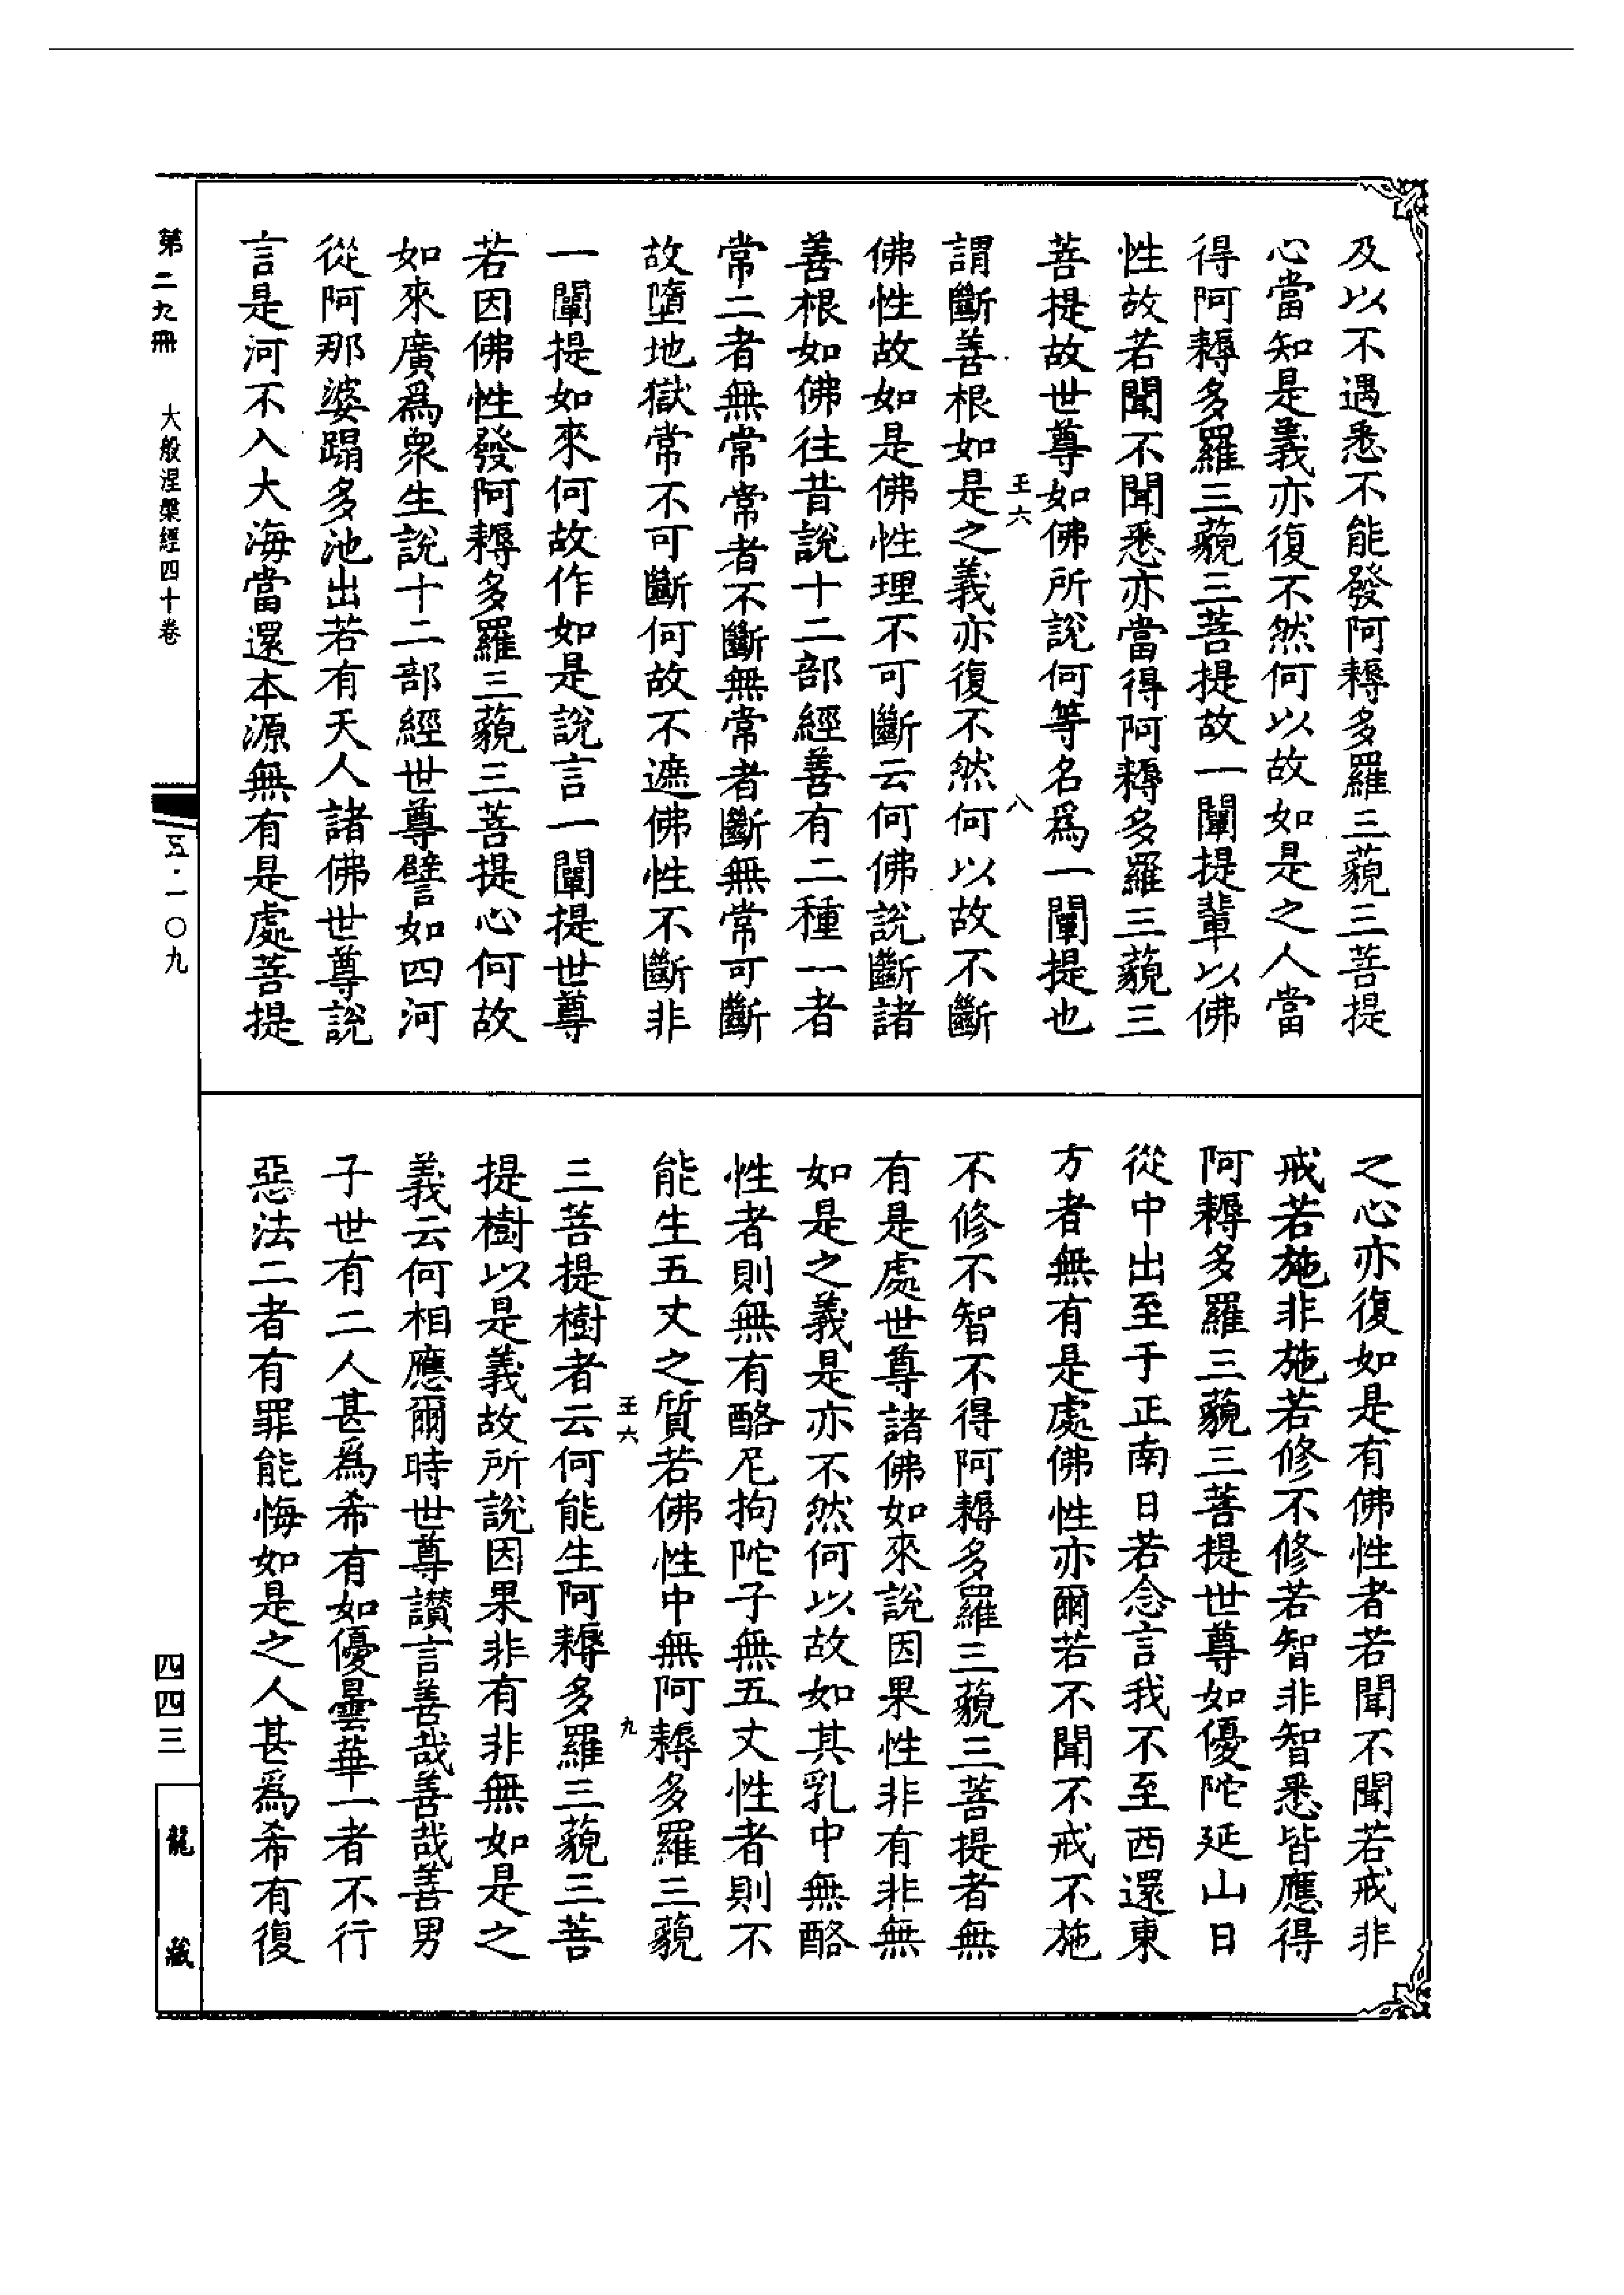 及以不遇悉不能發阿耨多羅三藐三菩提
心當知是義亦復不然何以故如是之人當
得阿耨多羅三藐三菩提故一闡提輩以佛
性故若聞不聞悉亦當得阿耨多羅三藐三
菩提故世尊如佛所說何等名爲一闡提也
王六
八
謂斷善根如是之義亦復不然何以故不斷
佛性故如是佛性理不可斷云何佛說斷諸
善根如佛往昔說十二部經善有二種一者
常二者無常常者不斷無常者斷無常可斷
故墮地獄常不可斷何故不遮佛性不斷非
一闡提如來何故作如是說言一闡提世尊
若因佛性發阿耨多羅三藐三菩提心何故
如來廣爲衆生說十二部經世尊譬如四河
從阿那婆蹋多池出若有天人諸佛世尊說
言是河不入大海當還本源無有是處菩提
之心亦復如是有佛性者若聞不聞若戒非
戒若施非施若修不修若智非智悉皆應得
阿耨多羅三藐三菩提世尊如優陀延山日
從中出至于正南日若念言我不至西還東
方者無有是處佛性亦爾若不聞不戒不施
不修不智不得阿耨多羅三藐三菩提者無
有是處世尊諸佛如來說因果性非有非無
如是之義是亦不然何以故如其乳中無酪
性者則無有酪尼拘陀子無五丈性者則不
能生五丈之質若佛性中無阿耨多羅三藐
王六
九
三菩提樹者云何能生阿耨多羅三藐三菩
提樹以是義故所說因果非有非無如是之
義云何相應爾時世尊讚言善哉善哉善男
子世有二人甚爲希有如優曇華一者不行
惡法二者有罪能悔如是之人甚爲希有復
第二九冊
大般涅槃經四十卷
五·一〇九
四四三
龍藏